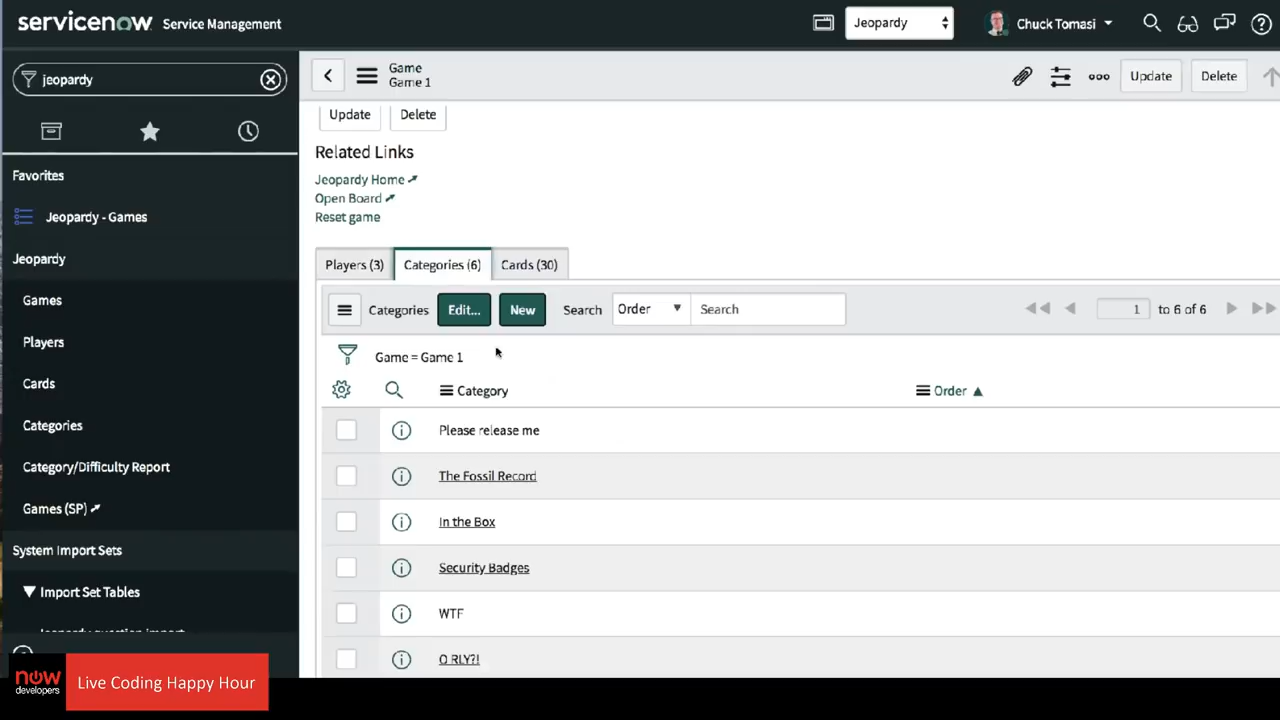 servicenow Service Management
Jeopardy
Chuck Tomasi
jeopardy
Favorites
Jeopardy - Games
Jeopardy
Games
Players
Cards
Categories
Category/Difficulty Report
Games (SP)
System Import Sets
Import Set Tables
Jeopardy question import
Game
Game 1
Update
Delete
Update
Delete
Related Links
Jeopardy Home
Open Board
Reset game
Players (3)
Categories (6)
Cards (30)
Categories
Edit...
New
Search
Order
Search
1 to 6 of 6
Game = Game 1
Category
Order
Please release me
The Fossil Record
In the Box
Security Badges
WTF
O RLY?!
now developers
Live Coding Happy Hour